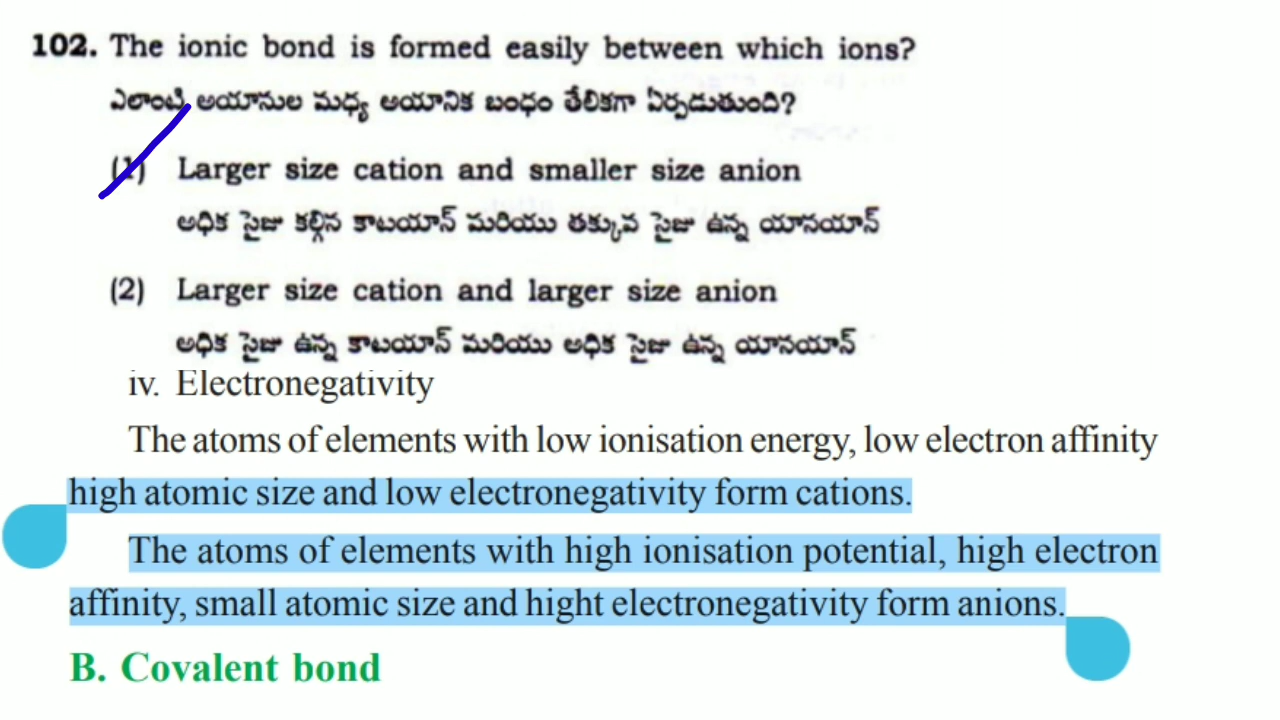 102. The ionic bond is formed easily between which ions?
ఎలాంటి అయానుల మధ్య అయానిక బంధం తేలికగా ఏర్పడుతుంది?
(1) Larger size cation and smaller size anion
అధిక సైజు కల్గిన కాటయాన్ మరియు తక్కువ సైజు ఉన్న యానయాన్
(2) Larger size cation and larger size anion
అధిక సైజు ఉన్న కాటయాన్ మరియు అధిక సైజు ఉన్న యానయాన్
iv. Electronegativity
The atoms of elements with low ionisation energy, low electron affinity
high atomic size and low electronegativity form cations.
The atoms of elements with high ionisation potential, high electron
affinity, small atomic size and hight electronegativity form anions.
B. Covalent bond